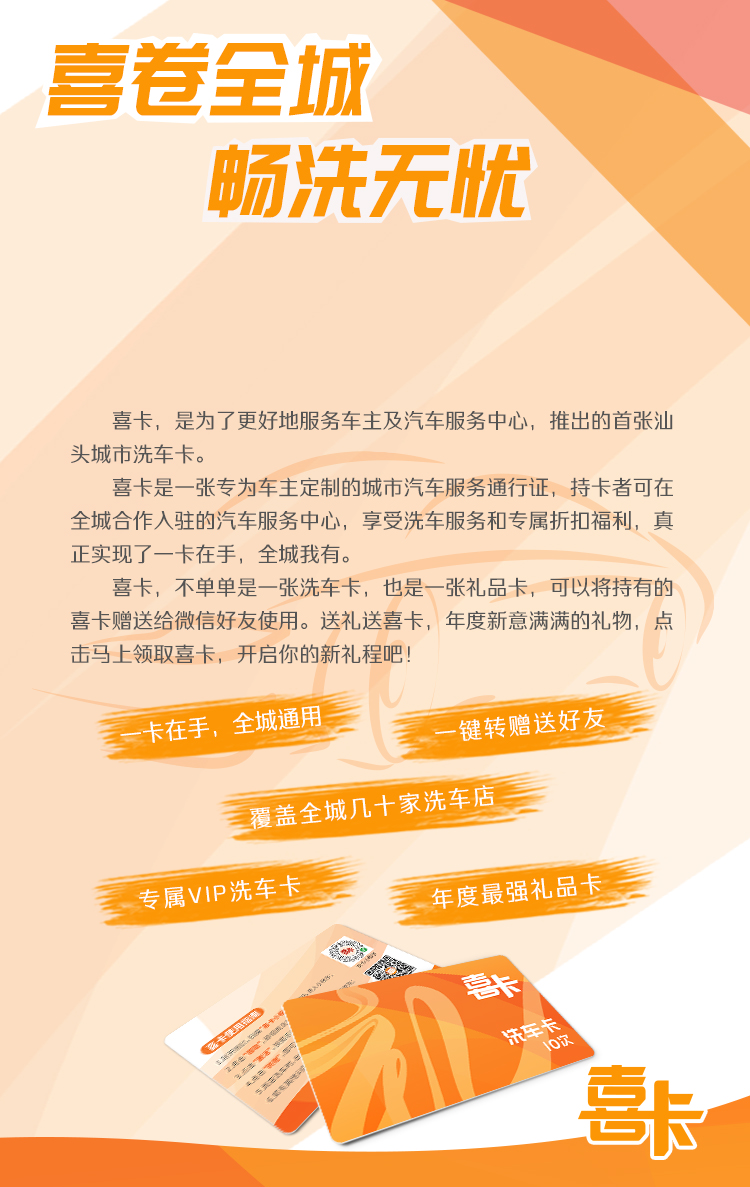 喜卷全城
畅洗无忧
喜卡，是为了更好地服务车主及汽车服务中心，推出的首张汕
头城市洗车卡。
喜卡是一张专为车主定制的城市汽车服务通行证，持卡者可在
全城合作入驻的汽车服务中心，享受洗车服务和专属折扣福利，真
正实现了一卡在手，全城我有。
喜卡，不单单是一张洗车卡，也是一张礼品卡，可以将持有的
喜卡赠送给微信好友使用。送礼送喜卡，年度新意满满的礼物，点
击马上领取喜卡，开启你的新礼程吧！
一卡在手，全城通用
一键转赠送好友
覆盖全城几十家洗车店
专属VIP洗车卡
年度最强礼品卡
喜卡使用指南
喜卡
洗车卡
10次
喜卡